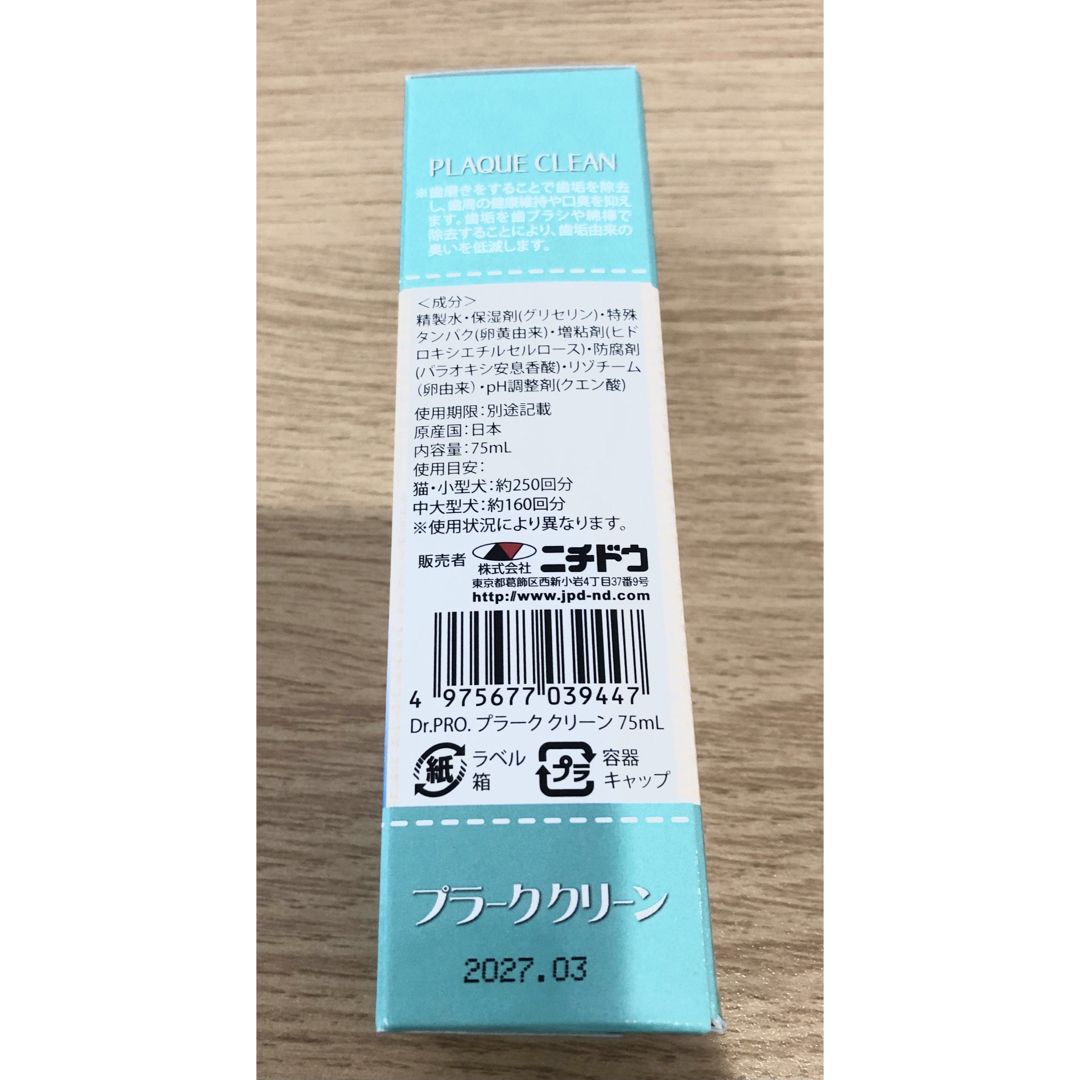 PLAQUE CLEAN
※歯磨きをすることで歯垢を除去
し、歯周の健康維持や口臭を抑え
ます。歯垢を歯ブラシや綿棒で
除去することにより、歯垢由来の
臭いを低減します。
＜成分＞
精製水・保湿剤(グリセリン)・特殊
タンパク(卵黄由来)・増粘剤(ヒド
ロキシエチルセルロース)・防腐剤
(パラオキシ安息香酸)・リゾチーム
(卵由来)・pH調整剤(クエン酸)
使用期限：別途記載
原産国：日本
内容量：75mL
使用目安：
猫・小型犬：約250回分
中大型犬：約160回分
※使用状況により異なります。
販売者 株式会社 ニチドウ
東京都葛飾区西新小岩4丁目37番9号
http://www.jpd-nd.com
4 975677 039447
Dr.PRO. プラーク クリーン 75mL
紙 ラベル 箱
プラ 容器 キャップ
プラーククリーン
2027.03